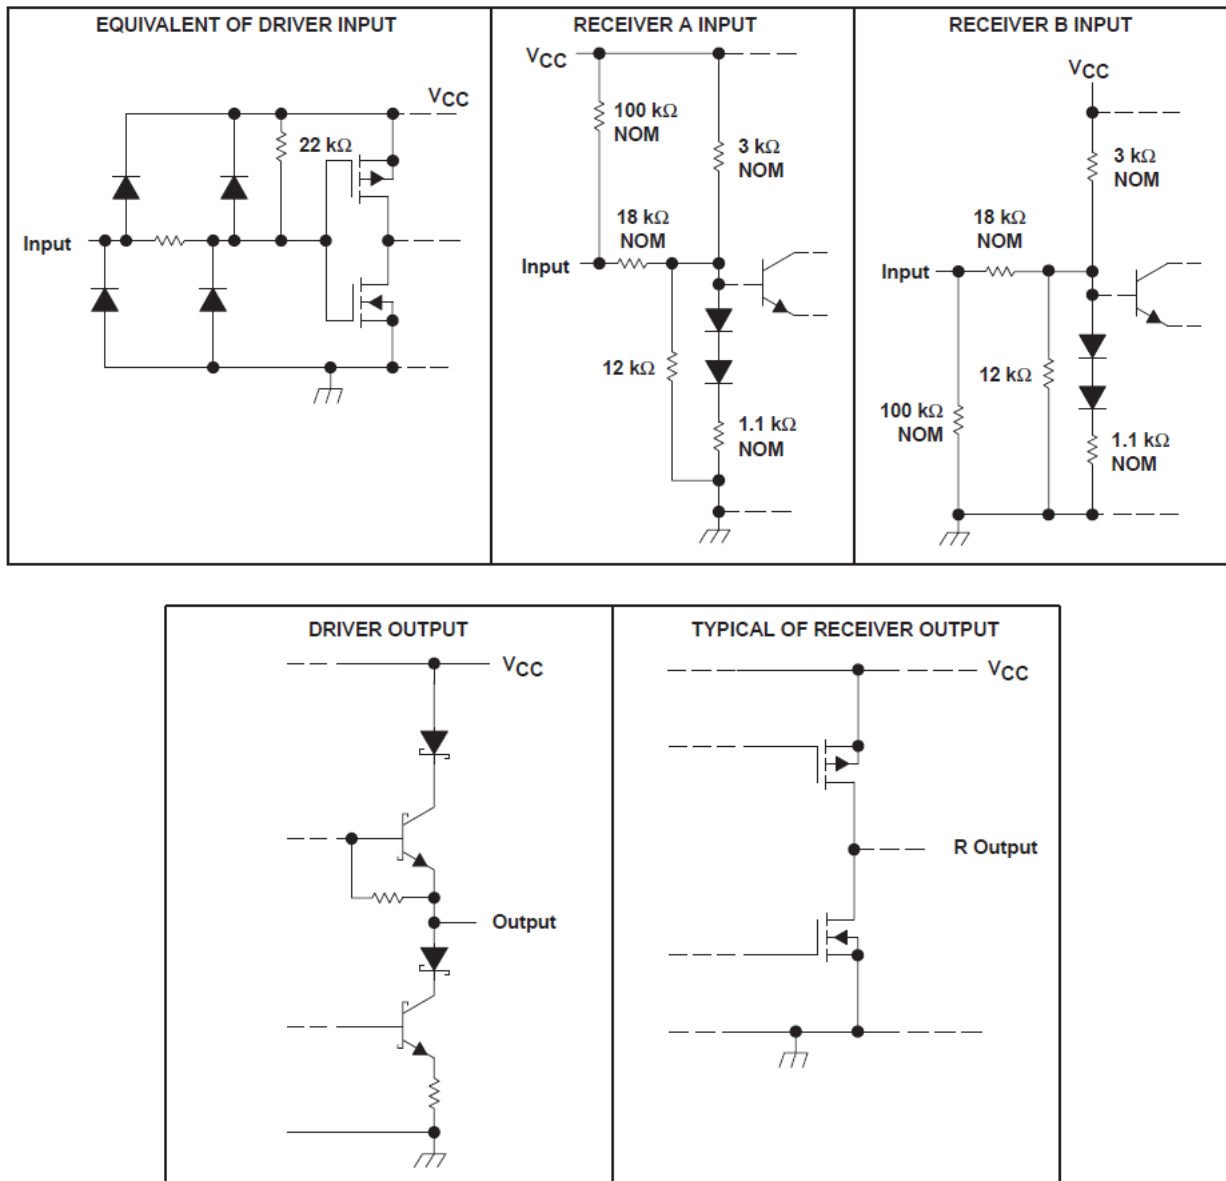 EQUIVALENT OF DRIVER INPUT
VCC
22 kΩ
Input
RECEIVER A INPUT
VCC
100 kΩ
NOM
3 kΩ
NOM
18 kΩ
NOM
Input
12 kΩ
1.1 kΩ
NOM
RECEIVER B INPUT
VCC
3 kΩ
NOM
18 kΩ
NOM
Input
12 kΩ
100 kΩ
NOM
1.1 kΩ
NOM
DRIVER OUTPUT
VCC
Output
TYPICAL OF RECEIVER OUTPUT
VCC
R Output